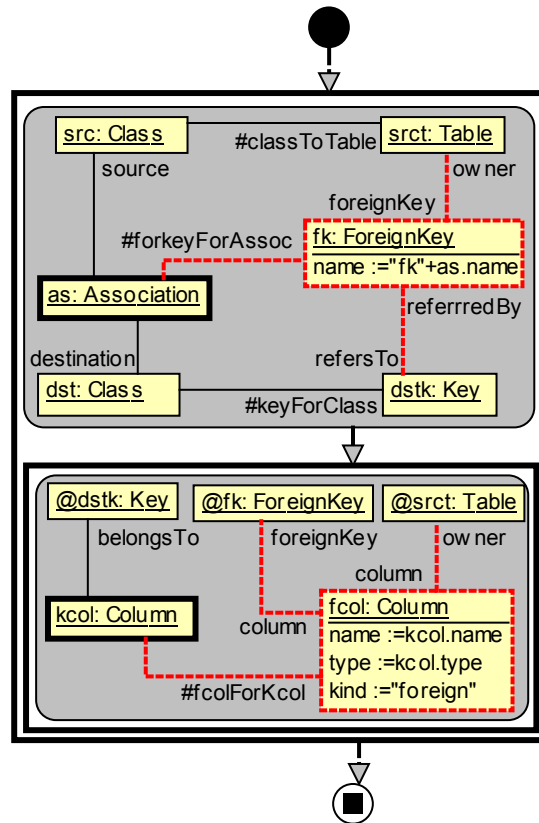 src: Class
srct: Table
#classToTable
source
owner
foreignKey
#forkeyForAssoc
fk: ForeignKey
name :="fk"+as.name
as: Association
referrredBy
destination
refersTo
dst: Class
dstk: Key
#keyForClass
@dstk: Key
@fk: ForeignKey
@srct: Table
belongsTo
foreignKey
owner
column
kcol: Column
fcol: Column
column
name :=kcol.name
type :=kcol.type
#fcolForKcol
kind :="foreign"